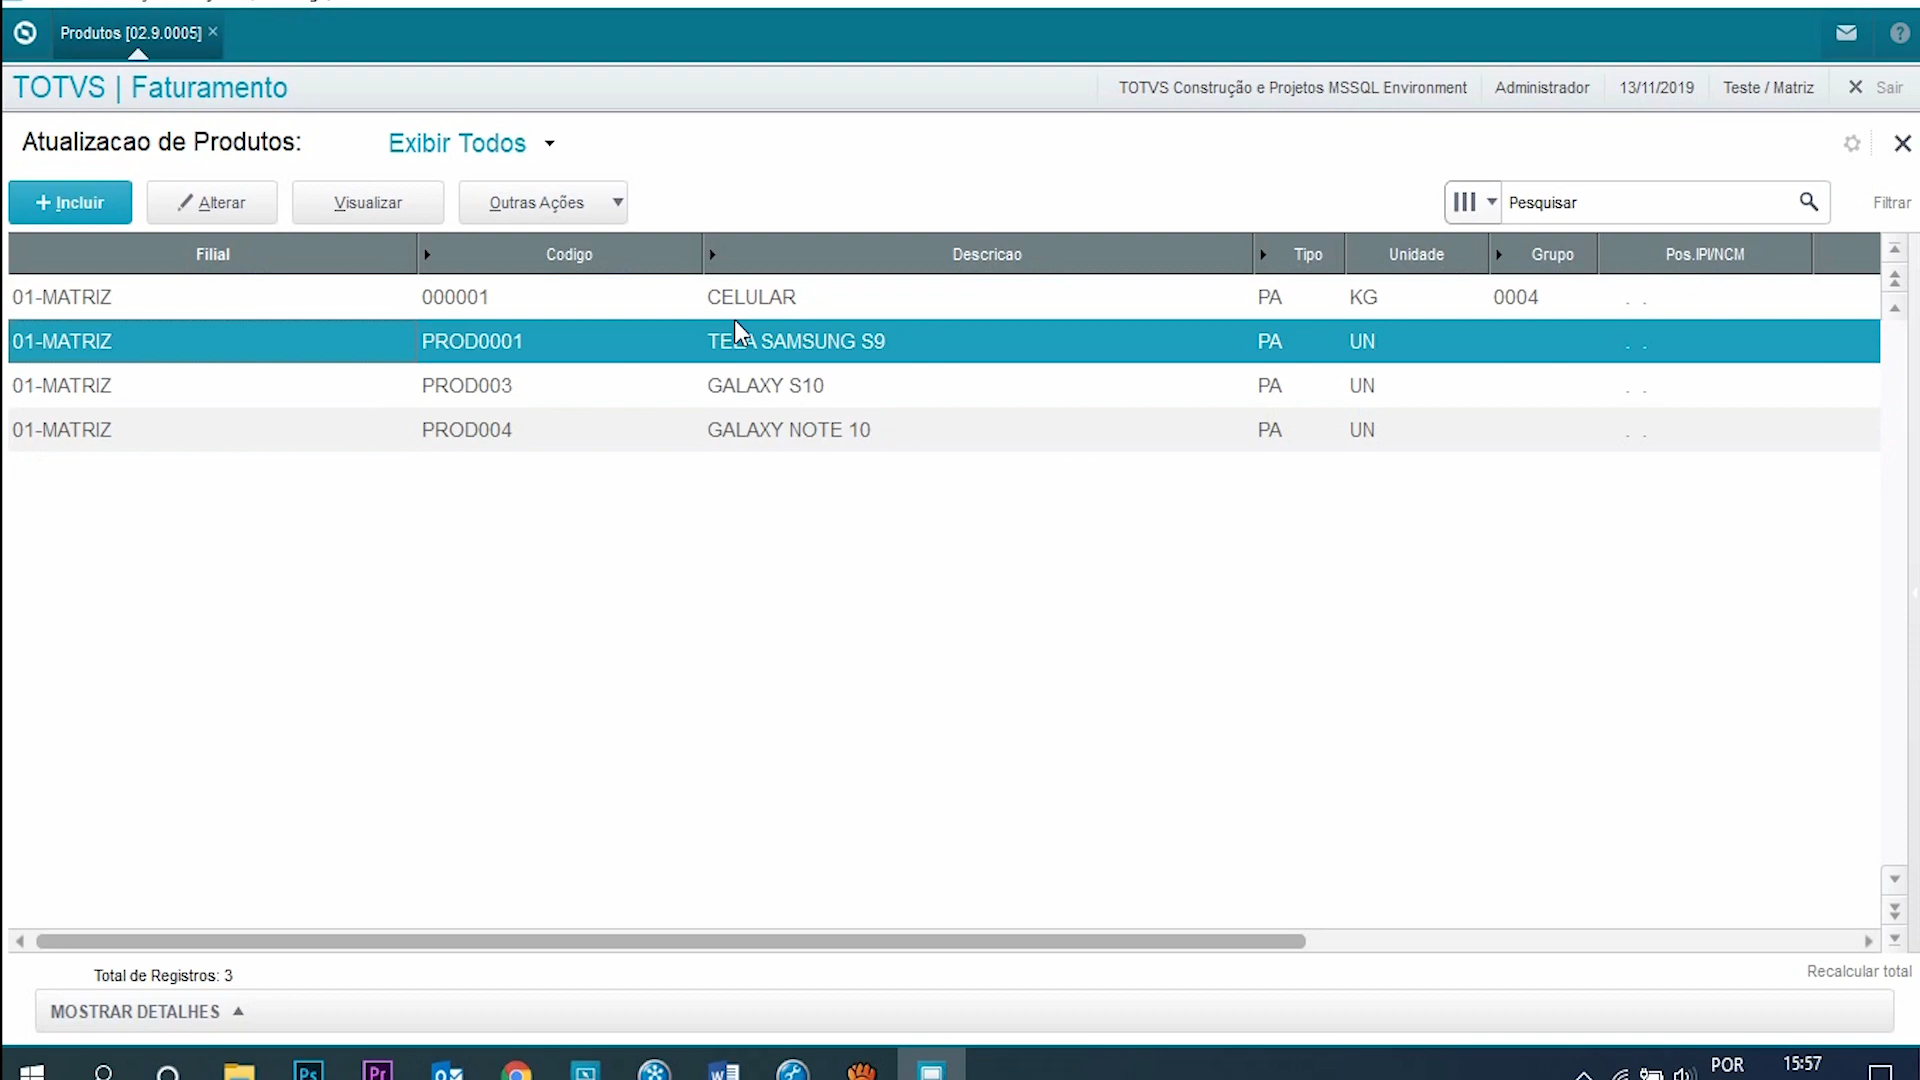 Produtos [02.9.0005]
TOTVS | Faturamento
TOTVS Construção e Projetos MSSQL Environment
Administrador
13/11/2019
Teste / Matriz
Sair
Atualizacao de Produtos:
Exibir Todos
+ Incluir
Alterar
Visualizar
Outras Ações
Pesquisar
Filtrar
Filial Codigo Descricao Tipo Unidade Grupo Pos.IPI/NCM
01-MATRIZ 000001 CELULAR PA KG 0004 . .
01-MATRIZ PROD0001 TELA SAMSUNG S9 PA UN . .
01-MATRIZ PROD003 GALAXY S10 PA UN . .
01-MATRIZ PROD004 GALAXY NOTE 10 PA UN . .
Total de Registros: 3
Recalcular total
MOSTRAR DETALHES
Ps
Pr
POR
15:57